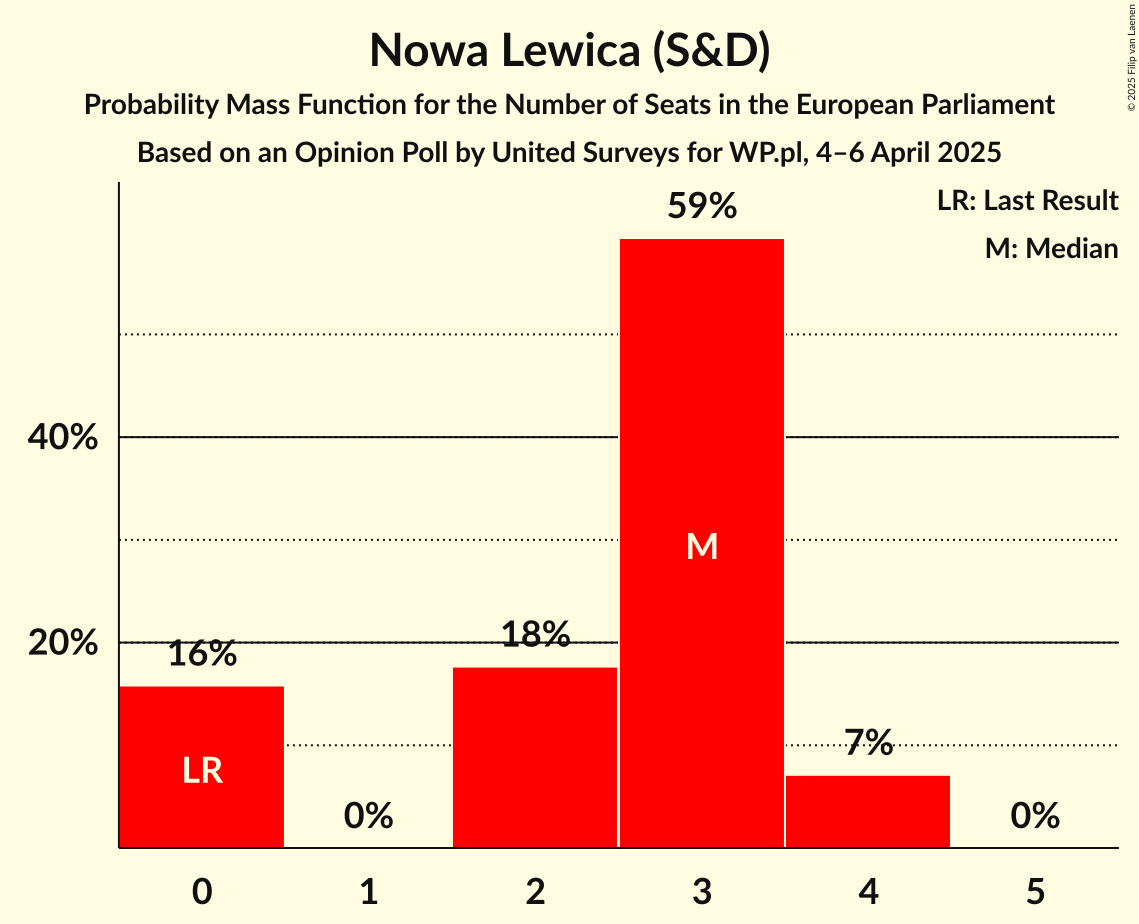 Nowa Lewica (S&D)
Probability Mass Function for the Number of Seats in the European Parliament
Based on an Opinion Poll by United Surveys for WP.pl, 4–6 April 2025
© 2025 Filip van Laenen
LR: Last Result
M: Median
59%
40%
M
20%
18%
16%
7%
LR
0%
0%
0 1 2 3 4 5